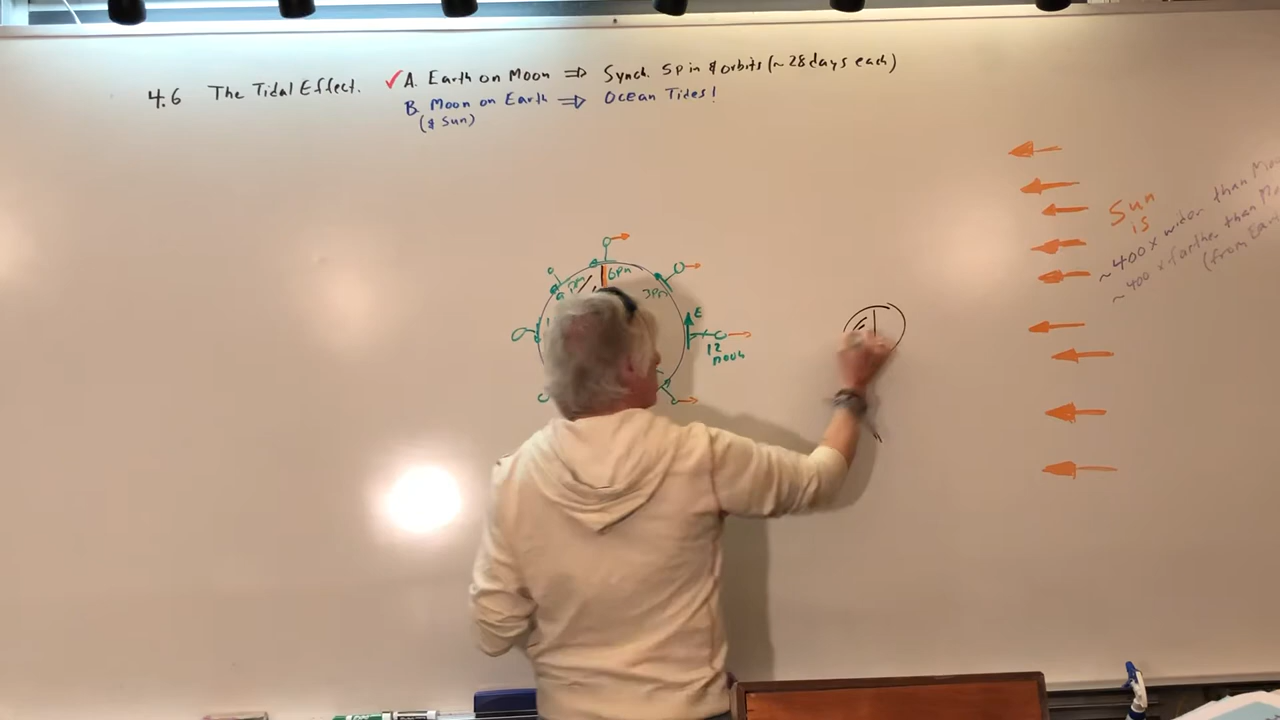 4.6 The Tidal Effect. ✓A. Earth on Moon ⇒ Synch. Spin & orbits (~28 days each)
B. Moon on Earth ⇒ Ocean Tides!
(& Sun)
6pm
9pm
3pm
E
12
noon
Sun
is
~400x wider than
~400x farther than
(from